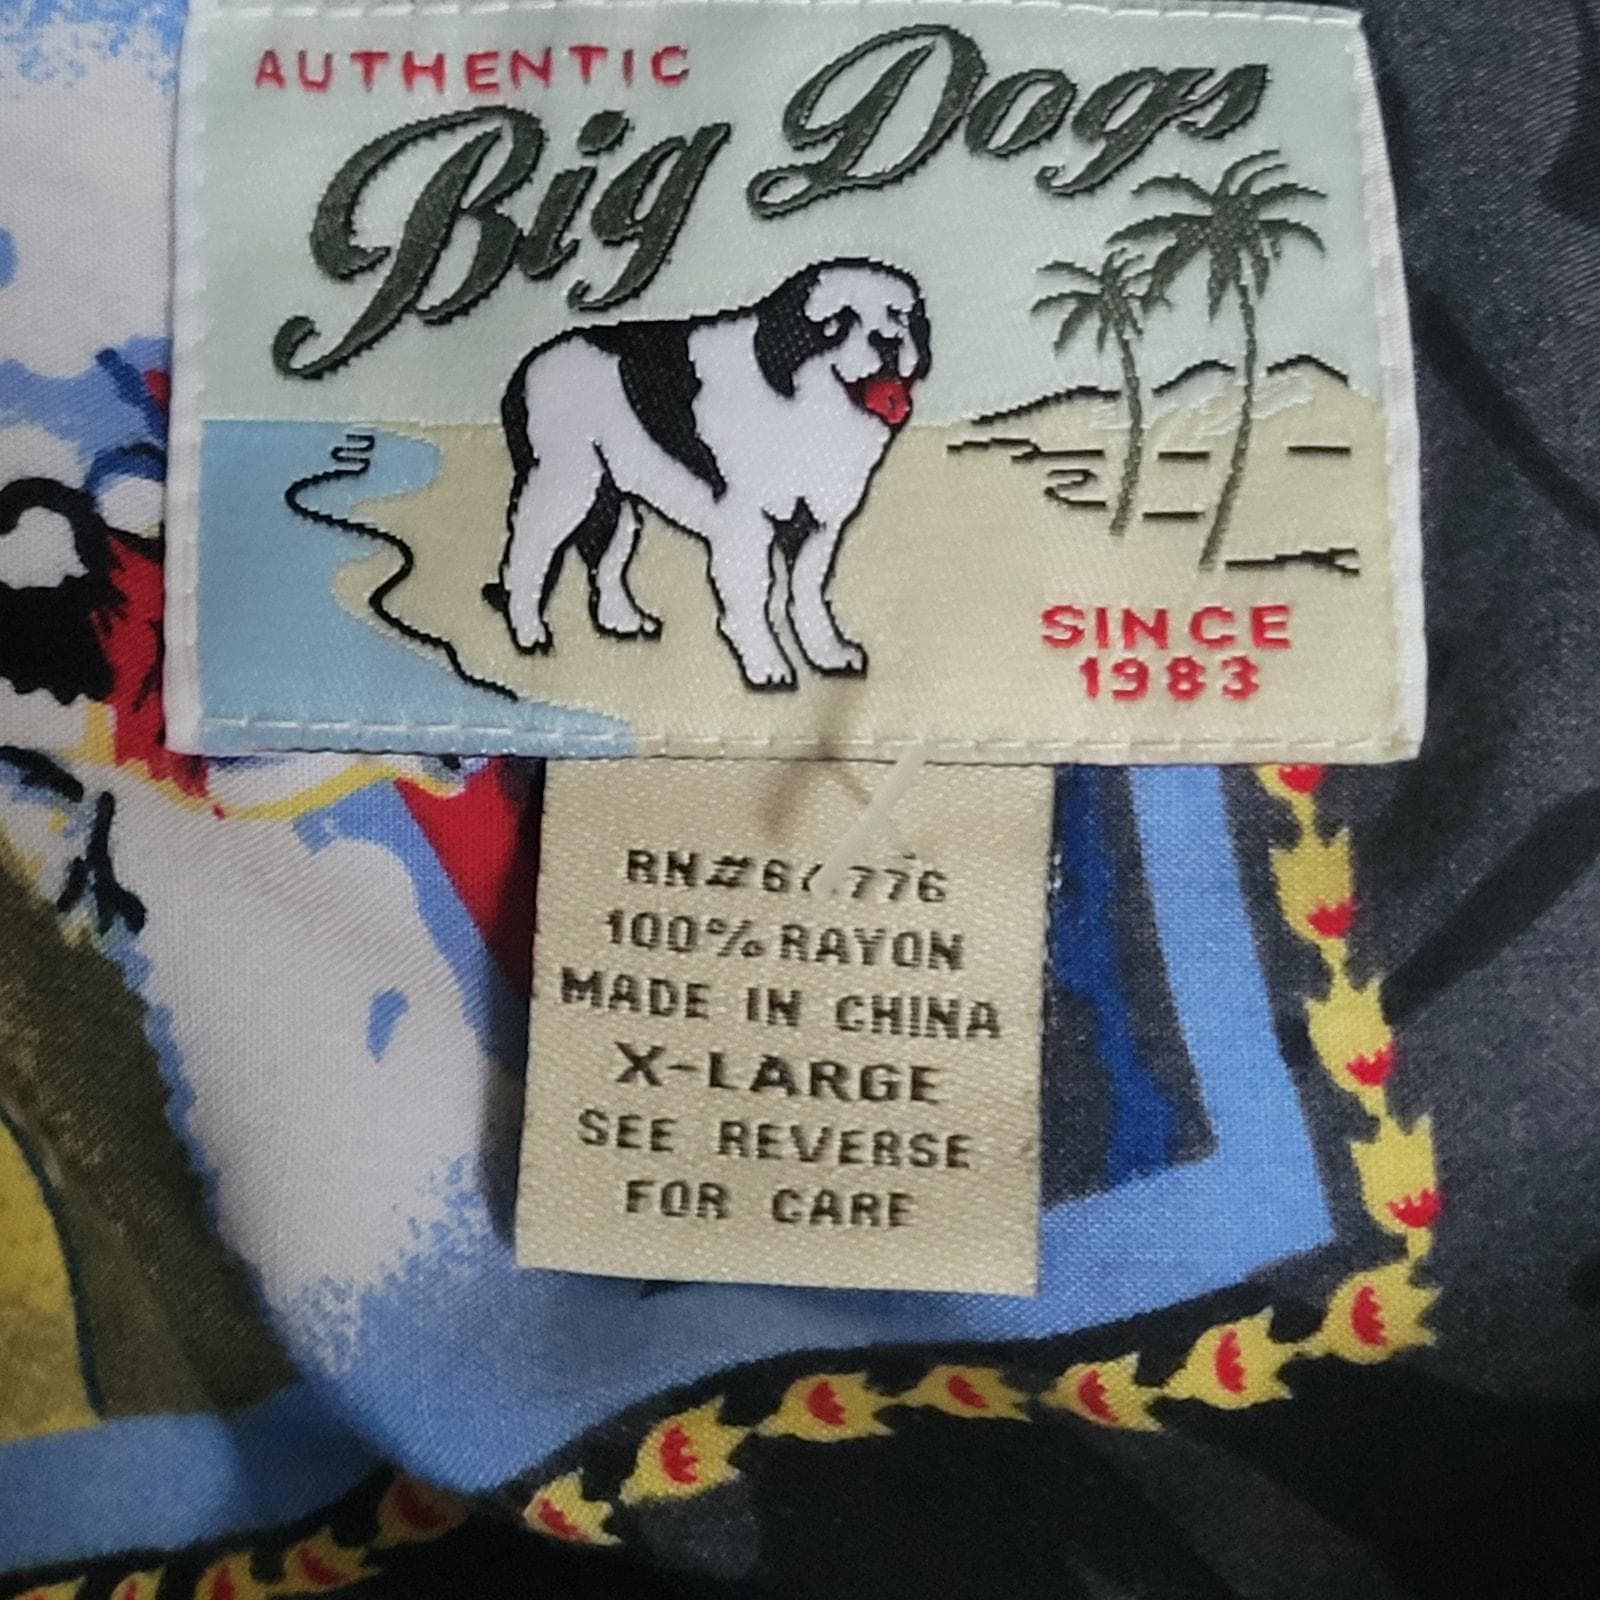 AUTHENTIC
Big Dogs
SINCE
1983
100% RAYON
MADE IN CHINA
X-LARGE
SEE REVERSE
FOR CARE